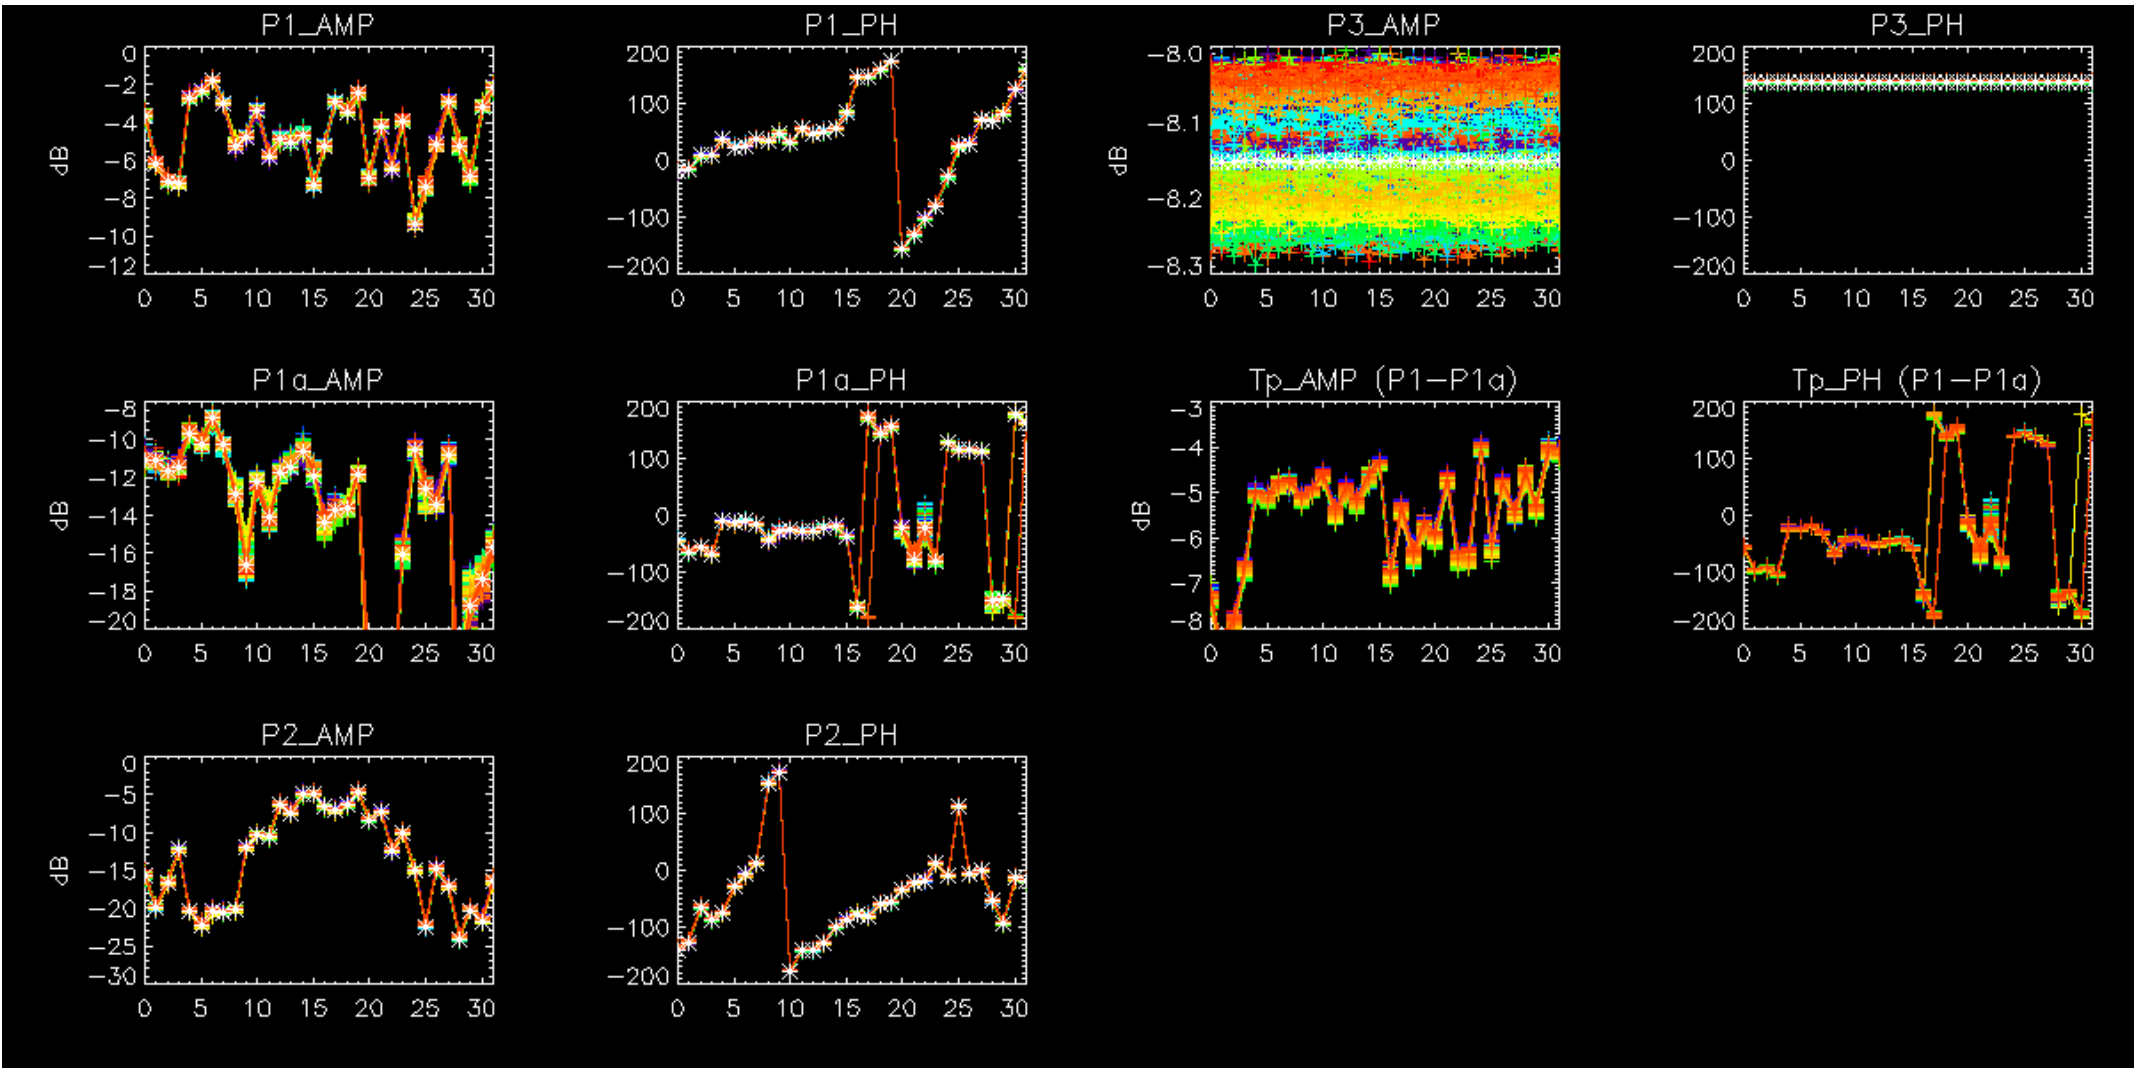 P1_AMP
0
−2
−4
−6
−8
−10
−12
dB
0 5 10 15 20 25 30
P1_PH
200
100
0
−100
−200
0 5 10 15 20 25 30
P3_AMP
−8.0
−8.1
−8.2
−8.3
dB
0 5 10 15 20 25 30
P3_PH
200
100
0
−100
−200
0 5 10 15 20 25 30
P1a_AMP
−8
−10
−12
−14
−16
−18
−20
dB
0 5 10 15 20 25 30
P1a_PH
200
100
0
−100
−200
0 5 10 15 20 25 30
Tp_AMP (P1−P1a)
−3
−4
−5
−6
−7
−8
dB
0 5 10 15 20 25 30
Tp_PH (P1−P1a)
200
100
0
−100
−200
0 5 10 15 20 25 30
P2_AMP
0
−5
−10
−15
−20
−25
−30
dB
0 5 10 15 20 25 30
P2_PH
200
100
0
−100
−200
0 5 10 15 20 25 30